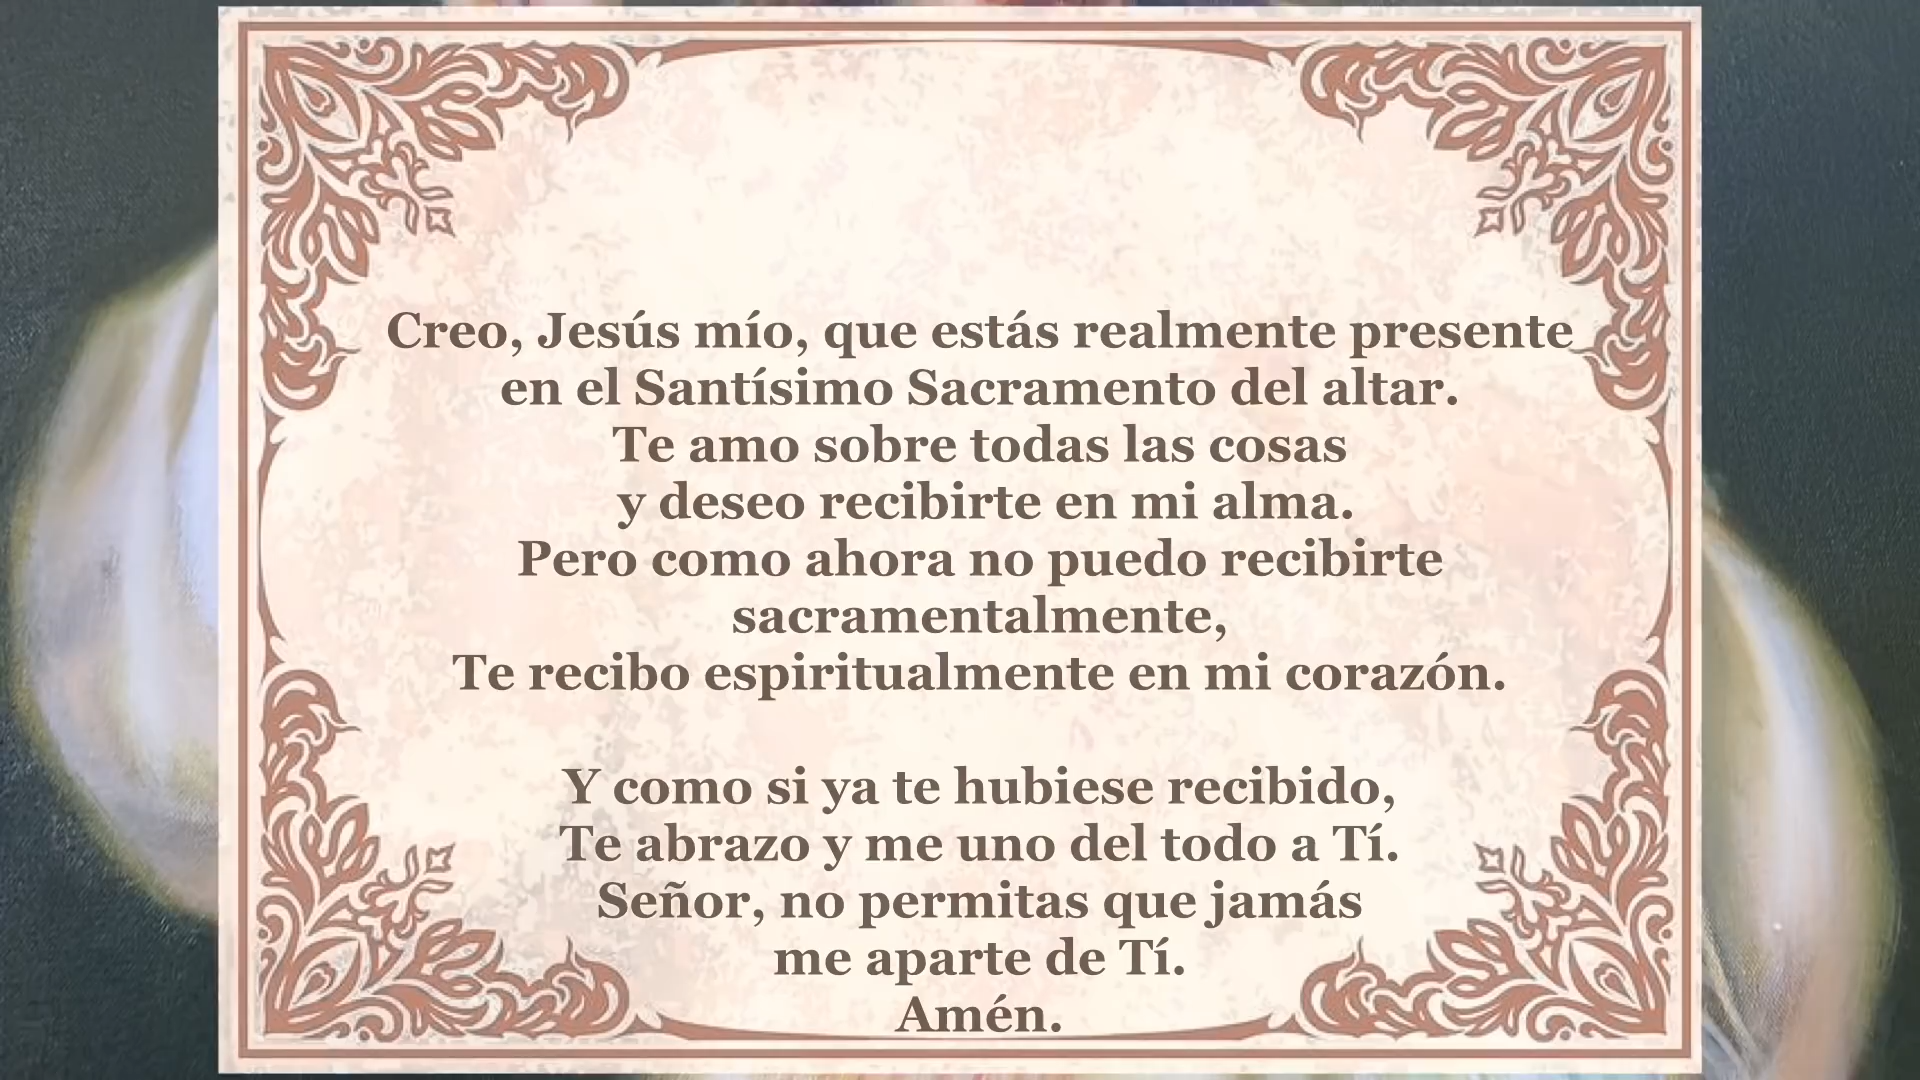 Creo, Jesús mío, que estás realmente presente
en el Santísimo Sacramento del altar.
Te amo sobre todas las cosas
y deseo recibirte en mi alma.
Pero como ahora no puedo recibirte
sacramentalmente,
Te recibo espiritualmente en mi corazón.
Y como si ya te hubiese recibido,
Te abrazo y me uno del todo a Tí.
Señor, no permitas que jamás
me aparte de Tí.
Amén.